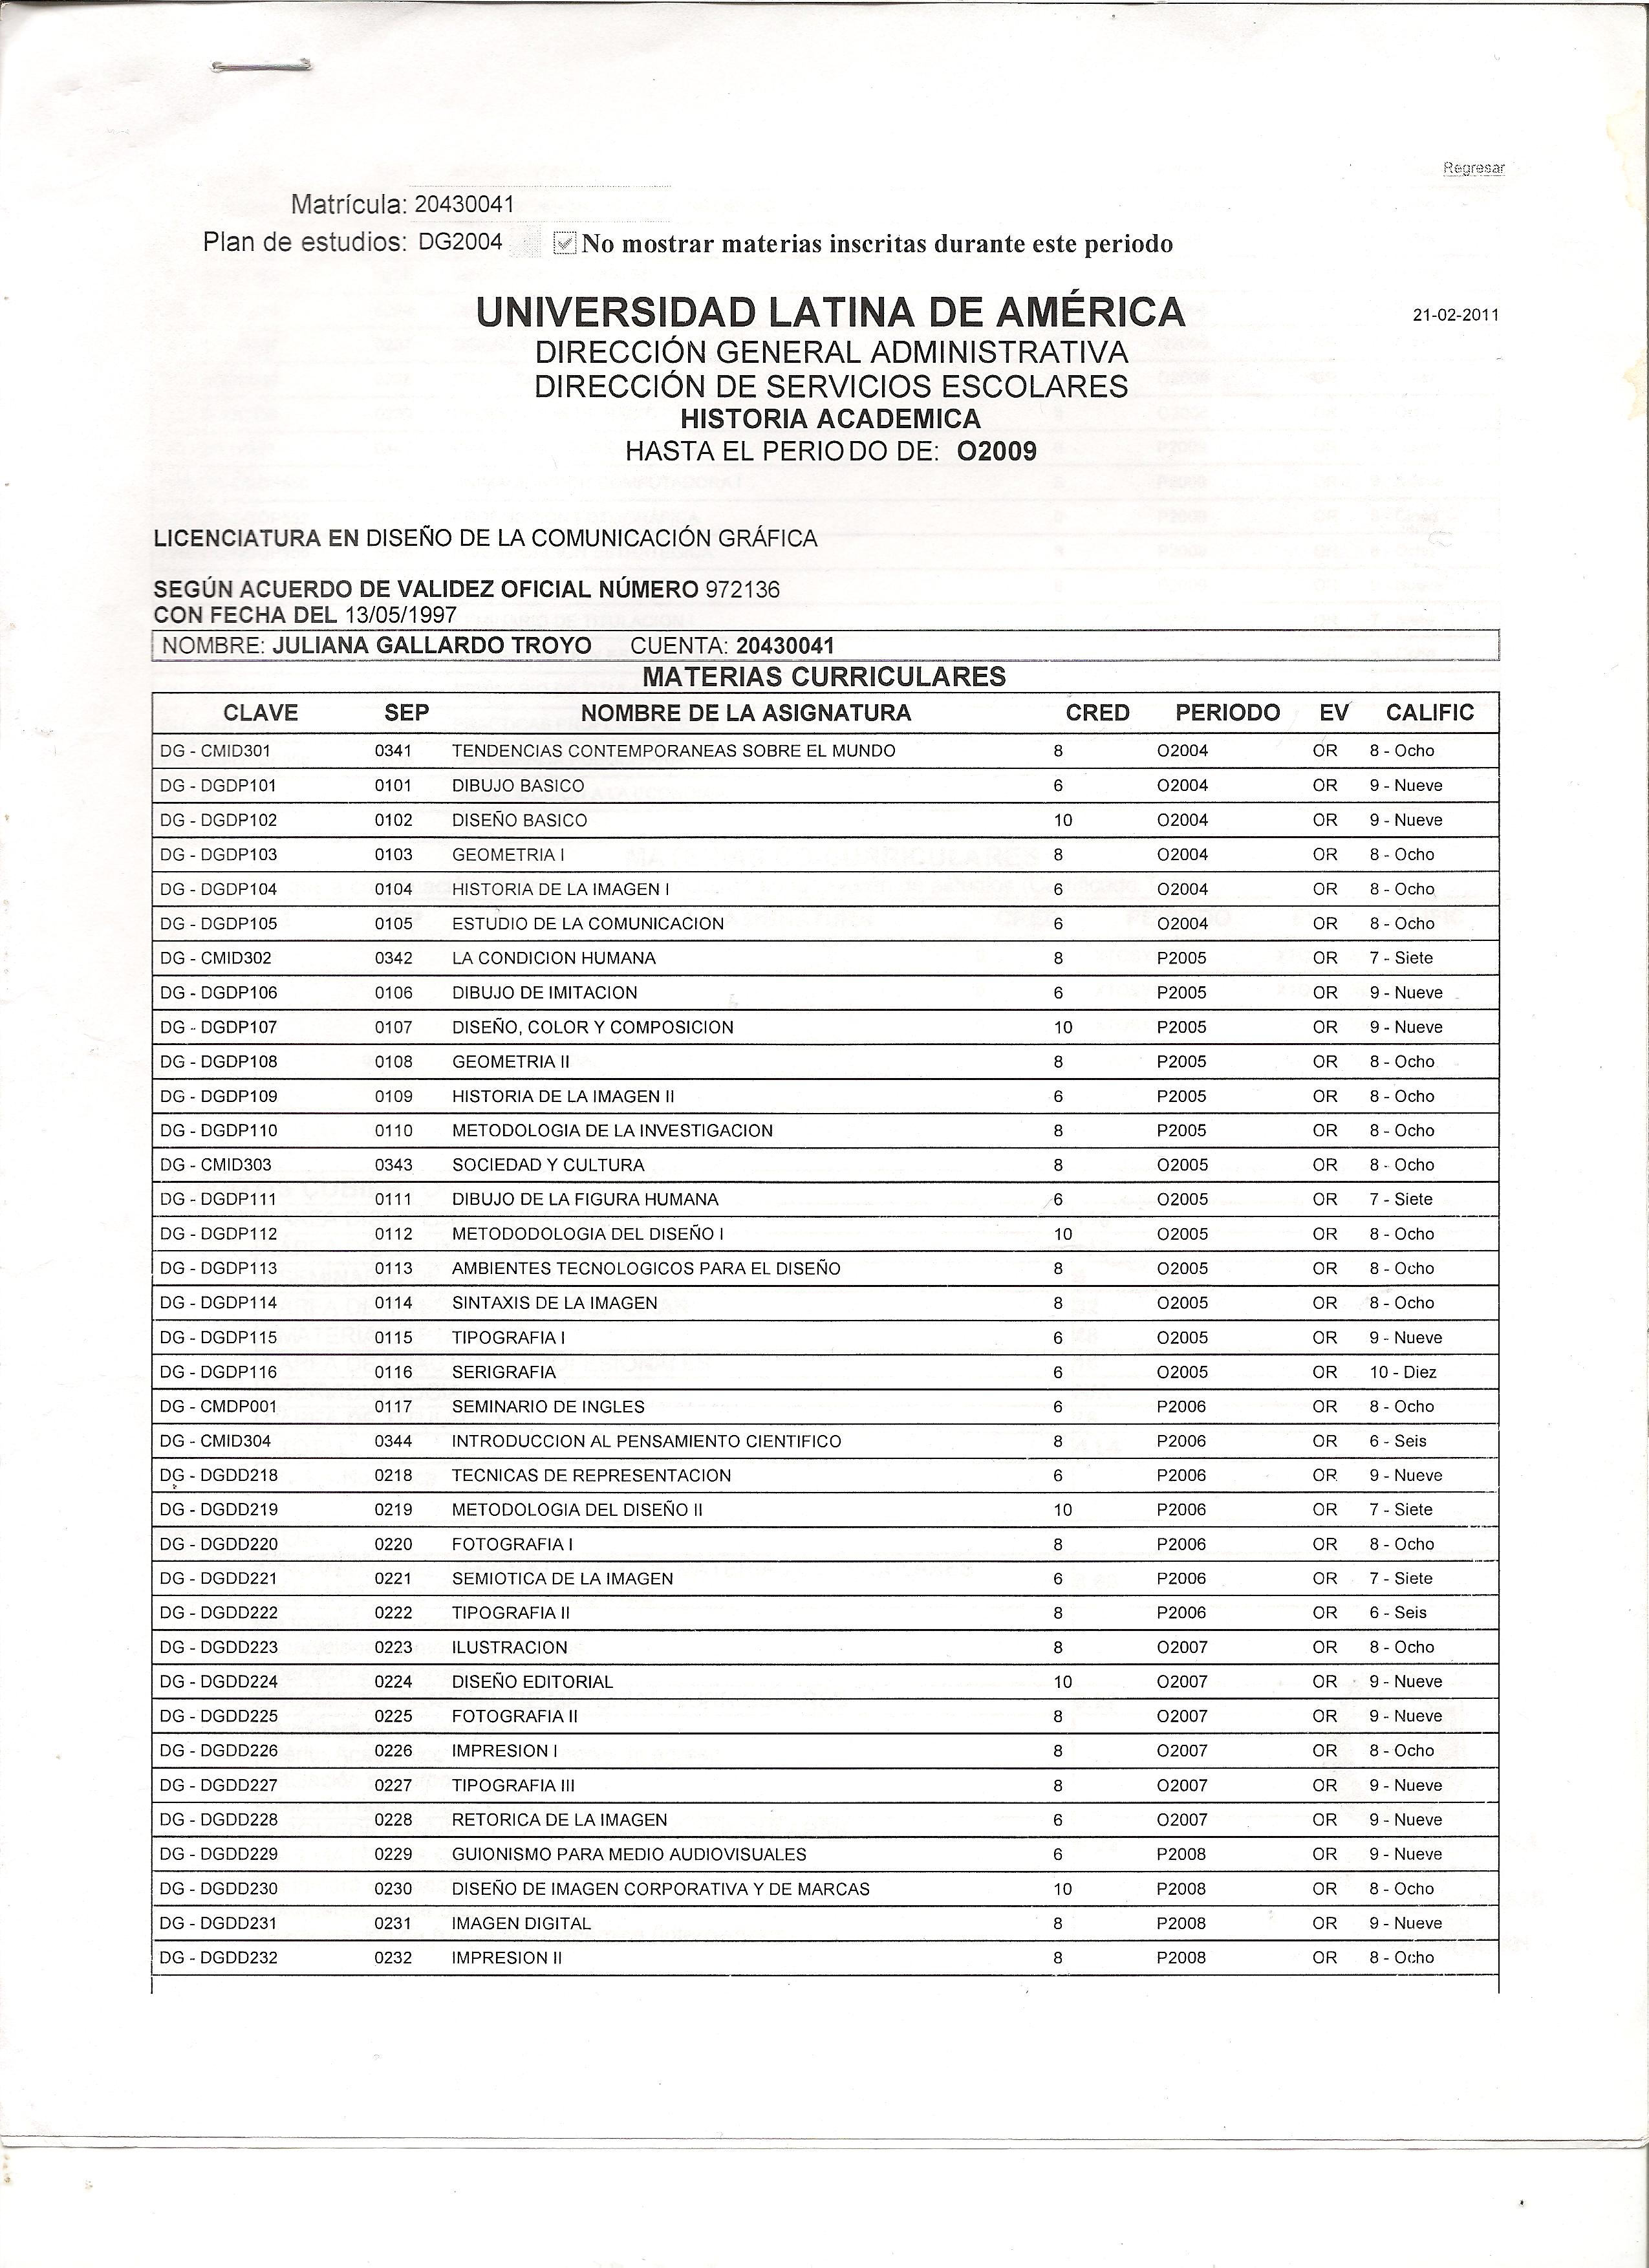 Regresar
Matrícula: 20430041
Plan de estudios: DG2004 No mostrar materias inscritas durante este periodo
UNIVERSIDAD LATINA DE AMÉRICA
21-02-2011
DIRECCIÓN GENERAL ADMINISTRATIVA
DIRECCIÓN DE SERVICIOS ESCOLARES
HISTORIA ACADEMICA
HASTA EL PERIODO DE: O2009
LICENCIATURA EN DISEÑO DE LA COMUNICACIÓN GRÁFICA
SEGÚN ACUERDO DE VALIDEZ OFICIAL NÚMERO 972136
CON FECHA DEL 13/05/1997
NOMBRE: JULIANA GALLARDO TROYO CUENTA: 20430041
MATERIAS CURRICULARES
CLAVE SEP NOMBRE DE LA ASIGNATURA CRED PERIODO EV CALIFIC
DG - CMID301 0341 TENDENCIAS CONTEMPORANEAS SOBRE EL MUNDO 8 O2004 OR 8 - Ocho
DG - DGDP101 0101 DIBUJO BASICO 6 O2004 OR 9 - Nueve
DG - DGDP102 0102 DISEÑO BASICO 10 O2004 OR 9 - Nueve
DG - DGDP103 0103 GEOMETRIA I 8 O2004 OR 8 - Ocho
DG - DGDP104 0104 HISTORIA DE LA IMAGEN I 6 O2004 OR 8 - Ocho
DG - DGDP105 0105 ESTUDIO DE LA COMUNICACION 6 O2004 OR 8 - Ocho
DG - CMID302 0342 LA CONDICION HUMANA 8 P2005 OR 7 - Siete
DG - DGDP106 0106 DIBUJO DE IMITACION 6 P2005 OR 9 - Nueve
DG - DGDP107 0107 DISEÑO, COLOR Y COMPOSICION 10 P2005 OR 9 - Nueve
DG - DGDP108 0108 GEOMETRIA II 8 P2005 OR 8 - Ocho
DG - DGDP109 0109 HISTORIA DE LA IMAGEN II 6 P2005 OR 8 - Ocho
DG - DGDP110 0110 METODOLOGIA DE LA INVESTIGACION 8 P2005 OR 8 - Ocho
DG - CMID303 0343 SOCIEDAD Y CULTURA 8 O2005 OR 8 - Ocho
DG - DGDP111 0111 DIBUJO DE LA FIGURA HUMANA 6 O2005 OR 7 - Siete
DG - DGDP112 0112 METODODOLOGIA DEL DISEÑO I 10 O2005 OR 8 - Ocho
DG - DGDP113 0113 AMBIENTES TECNOLOGICOS PARA EL DISEÑO 8 O2005 OR 8 - Ocho
DG - DGDP114 0114 SINTAXIS DE LA IMAGEN 8 O2005 OR 8 - Ocho
DG - DGDP115 0115 TIPOGRAFIA I 6 O2005 OR 9 - Nueve
DG - DGDP116 0116 SERIGRAFIA 6 O2005 OR 10 - Diez
DG - CMDP001 0117 SEMINARIO DE INGLES 6 P2006 OR 8 - Ocho
DG - CMID304 0344 INTRODUCCION AL PENSAMIENTO CIENTIFICO 8 P2006 OR 6 - Seis
DG - DGDD218 0218 TECNICAS DE REPRESENTACION 6 P2006 OR 9 - Nueve
DG - DGDD219 0219 METODOLOGIA DEL DISEÑO II 10 P2006 OR 7 - Siete
DG - DGDD220 0220 FOTOGRAFIA I 8 P2006 OR 8 - Ocho
DG - DGDD221 0221 SEMIOTICA DE LA IMAGEN 6 P2006 OR 7 - Siete
DG - DGDD222 0222 TIPOGRAFIA II 8 P2006 OR 6 - Seis
DG - DGDD223 0223 ILUSTRACION 8 O2007 OR 8 - Ocho
DG - DGDD224 0224 DISEÑO EDITORIAL 10 O2007 OR 9 - Nueve
DG - DGDD225 0225 FOTOGRAFIA II 8 O2007 OR 9 - Nueve
DG - DGDD226 0226 IMPRESION I 8 O2007 OR 8 - Ocho
DG - DGDD227 0227 TIPOGRAFIA III 8 O2007 OR 9 - Nueve
DG - DGDD228 0228 RETORICA DE LA IMAGEN 6 O2007 OR 9 - Nueve
DG - DGDD229 0229 GUIONISMO PARA MEDIO AUDIOVISUALES 6 P2008 OR 9 - Nueve
DG - DGDD230 0230 DISEÑO DE IMAGEN CORPORATIVA Y DE MARCAS 10 P2008 OR 8 - Ocho
DG - DGDD231 0231 IMAGEN DIGITAL 8 P2008 OR 9 - Nueve
DG - DGDD232 0232 IMPRESION II 8 P2008 OR 8 - Ocho